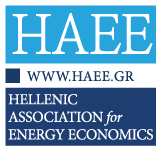 HAEE
WWW.HAEE.GR
HELLENIC
ASSOCIATION for
ENERGY ECONOMICS